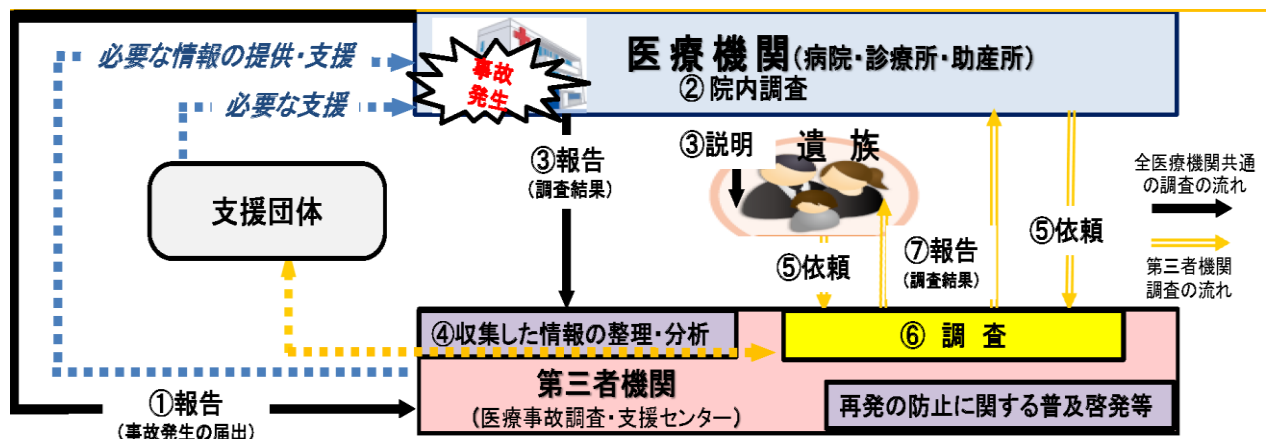 医療機関(病院・診療所・助産所)
②院内調査
必要な情報の提供・支援
必要な支援
事故
発生
支援団体
③報告
(調査結果)
③説明
遺族
⑤依頼
⑦報告
(調査結果)
⑤依頼
全医療機関共通
の調査の流れ
第三者機関
調査の流れ
④収集した情報の整理・分析
⑥調査
第三者機関
(医療事故調査・支援センター)
再発の防止に関する普及啓発等
①報告
(事故発生の届出)